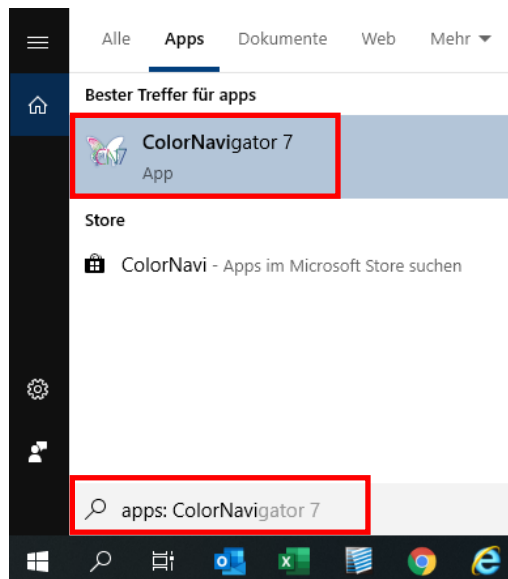 Alle Apps Dokumente Web Mehr
Bester Treffer für apps
ColorNavigator 7
App
Store
ColorNavi - Apps im Microsoft Store suchen
apps: ColorNavigator 7